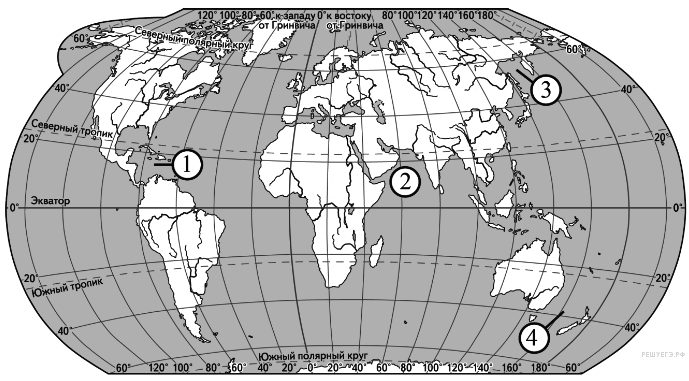 120° 100° 80° 60° к западу 0° к востоку 80° 100° 120° 140° 160° 180°
от Гринвича от Гринвича
60° Северный полярный круг 60°
3
40° 40°
Северный тропик
20° 20°
1
2
Экватор
0° 0°
20° 20°
Южный тропик
40° 40°
4
Южный полярный круг
РЕШУЕГЭ.РФ
60° 120° 100° 80° 60° 40° 20° 0° 20° 40° 60° 80° 100° 120° 140° 160° 180° 60°